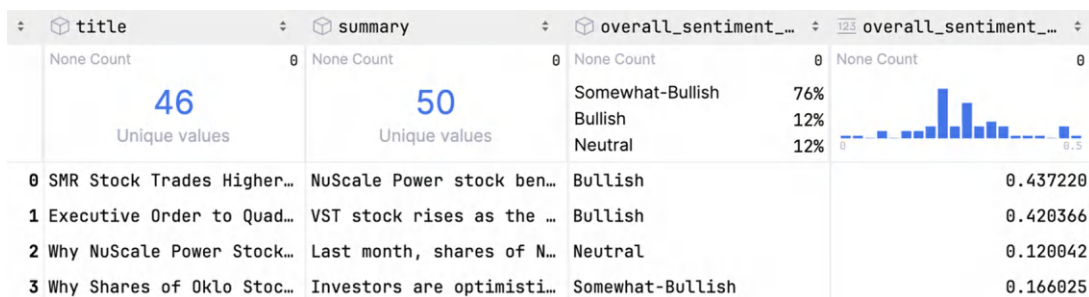 title summary overall_sentiment_… 123 overall_sentiment_…
None Count 0 None Count 0 None Count 0 None Count 0
46 50 Somewhat-Bullish 76%
Unique values Unique values Bullish 12%
Neutral 12% 0 0.5
0 SMR Stock Trades Higher… NuScale Power stock ben… Bullish 0.437220
1 Executive Order to Quad… VST stock rises as the … Bullish 0.420366
2 Why NuScale Power Stock… Last month, shares of N… Neutral 0.120042
3 Why Shares of Oklo Stoc… Investors are optimisti… Somewhat-Bullish 0.166025